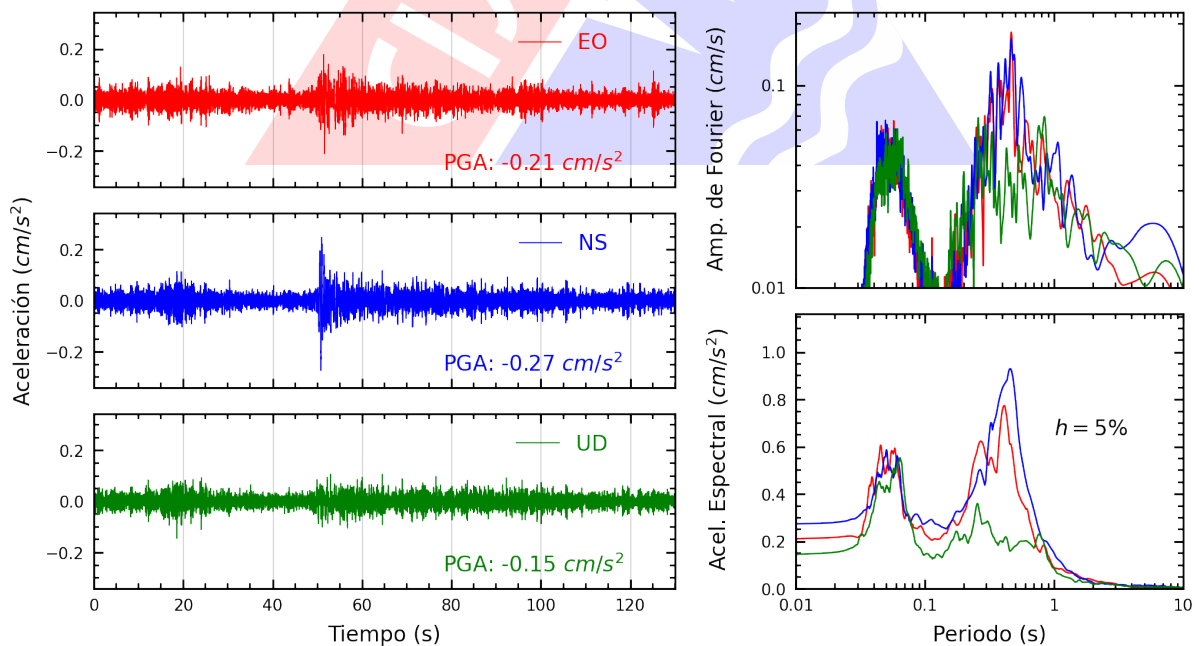 Aceleración (cm/s²)
0.2
0.0
−0.2
EO
PGA: -0.21 cm/s²
0.2
0.0
−0.2
NS
PGA: -0.27 cm/s²
0.2
0.0
−0.2
UD
PGA: -0.15 cm/s²
0 20 40 60 80 100 120
Tiempo (s)
Amp. de Fourier (cm/s)
0.1
0.01
Acel. Espectral (cm/s²)
1.0
0.8
0.6
0.4
0.2
0.0
h = 5%
0.01 0.1 1 10
Periodo (s)